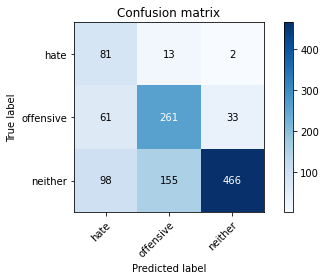 Confusion matrix
hate 81 13 2
offensive 61 261 33
neither 98 155 466
hate offensive neither
True label
Predicted label
400
300
200
100